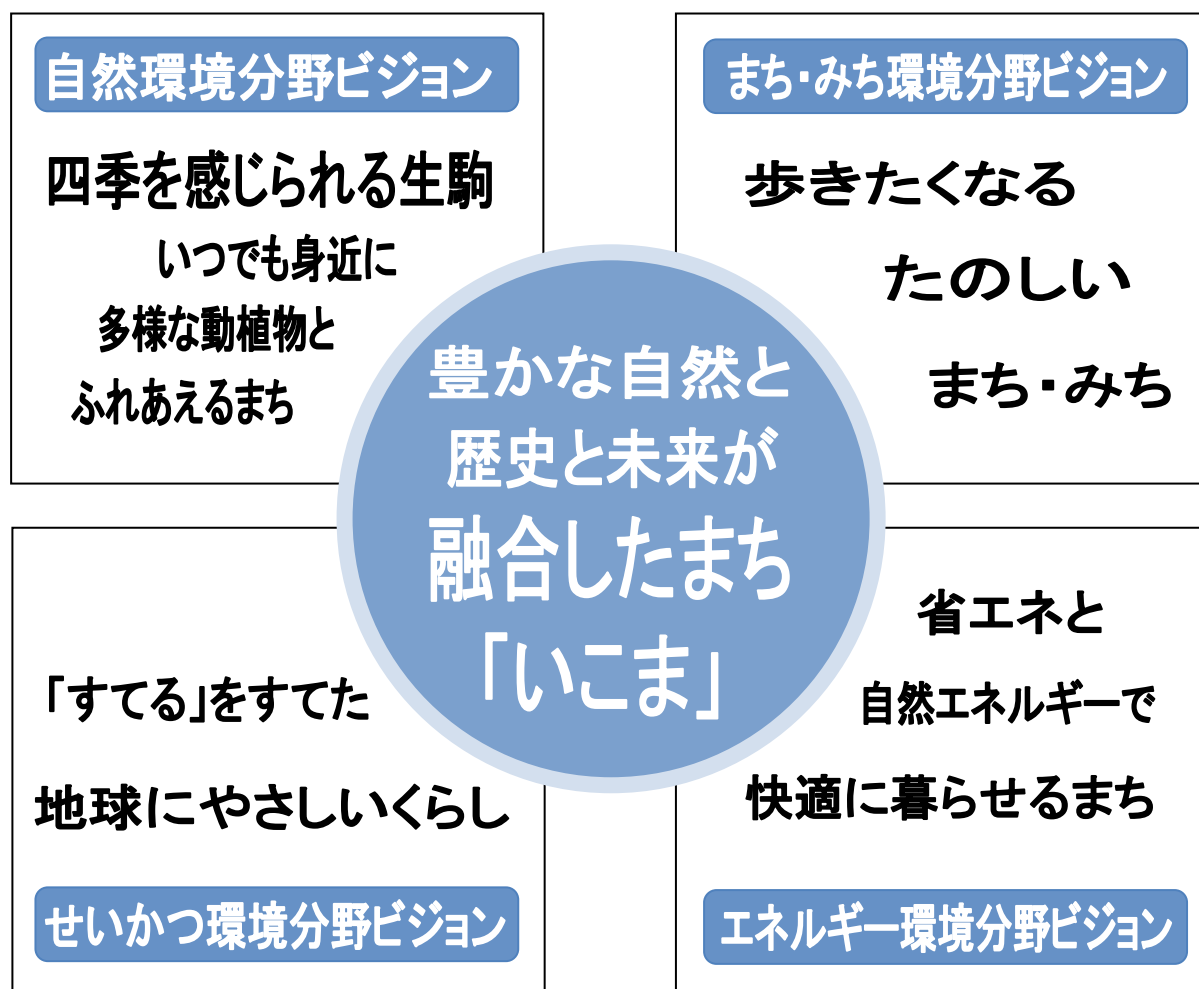 自然環境分野ビジョン
四季を感じられる生駒
いつでも身近に
多様な動植物と
ふれあえるまち
まち・みち環境分野ビジョン
歩きたくなる
たのしい
まち・みち
豊かな自然と
歴史と未来が
融合したまち
「いこま」
「すてる」をすてた
地球にやさしいくらし
せいかつ環境分野ビジョン
省エネと
自然エネルギーで
快適に暮らせるまち
エネルギー環境分野ビジョン